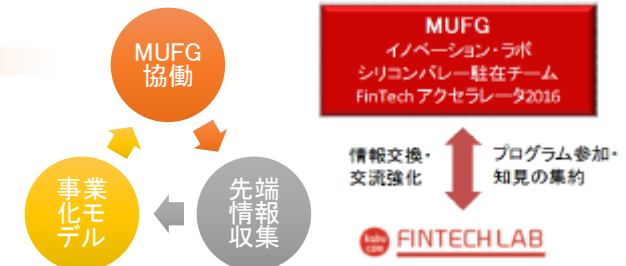 MUFG
協働
先端
情報
収集
事業
化モ
デル
MUFG
イノベーション・ラボ
シリコンバレー駐在チーム
FinTech アクセラレータ2016
情報交換・
交流強化
プログラム参加・
知見の集約
kabu
.com
FINTECH LAB